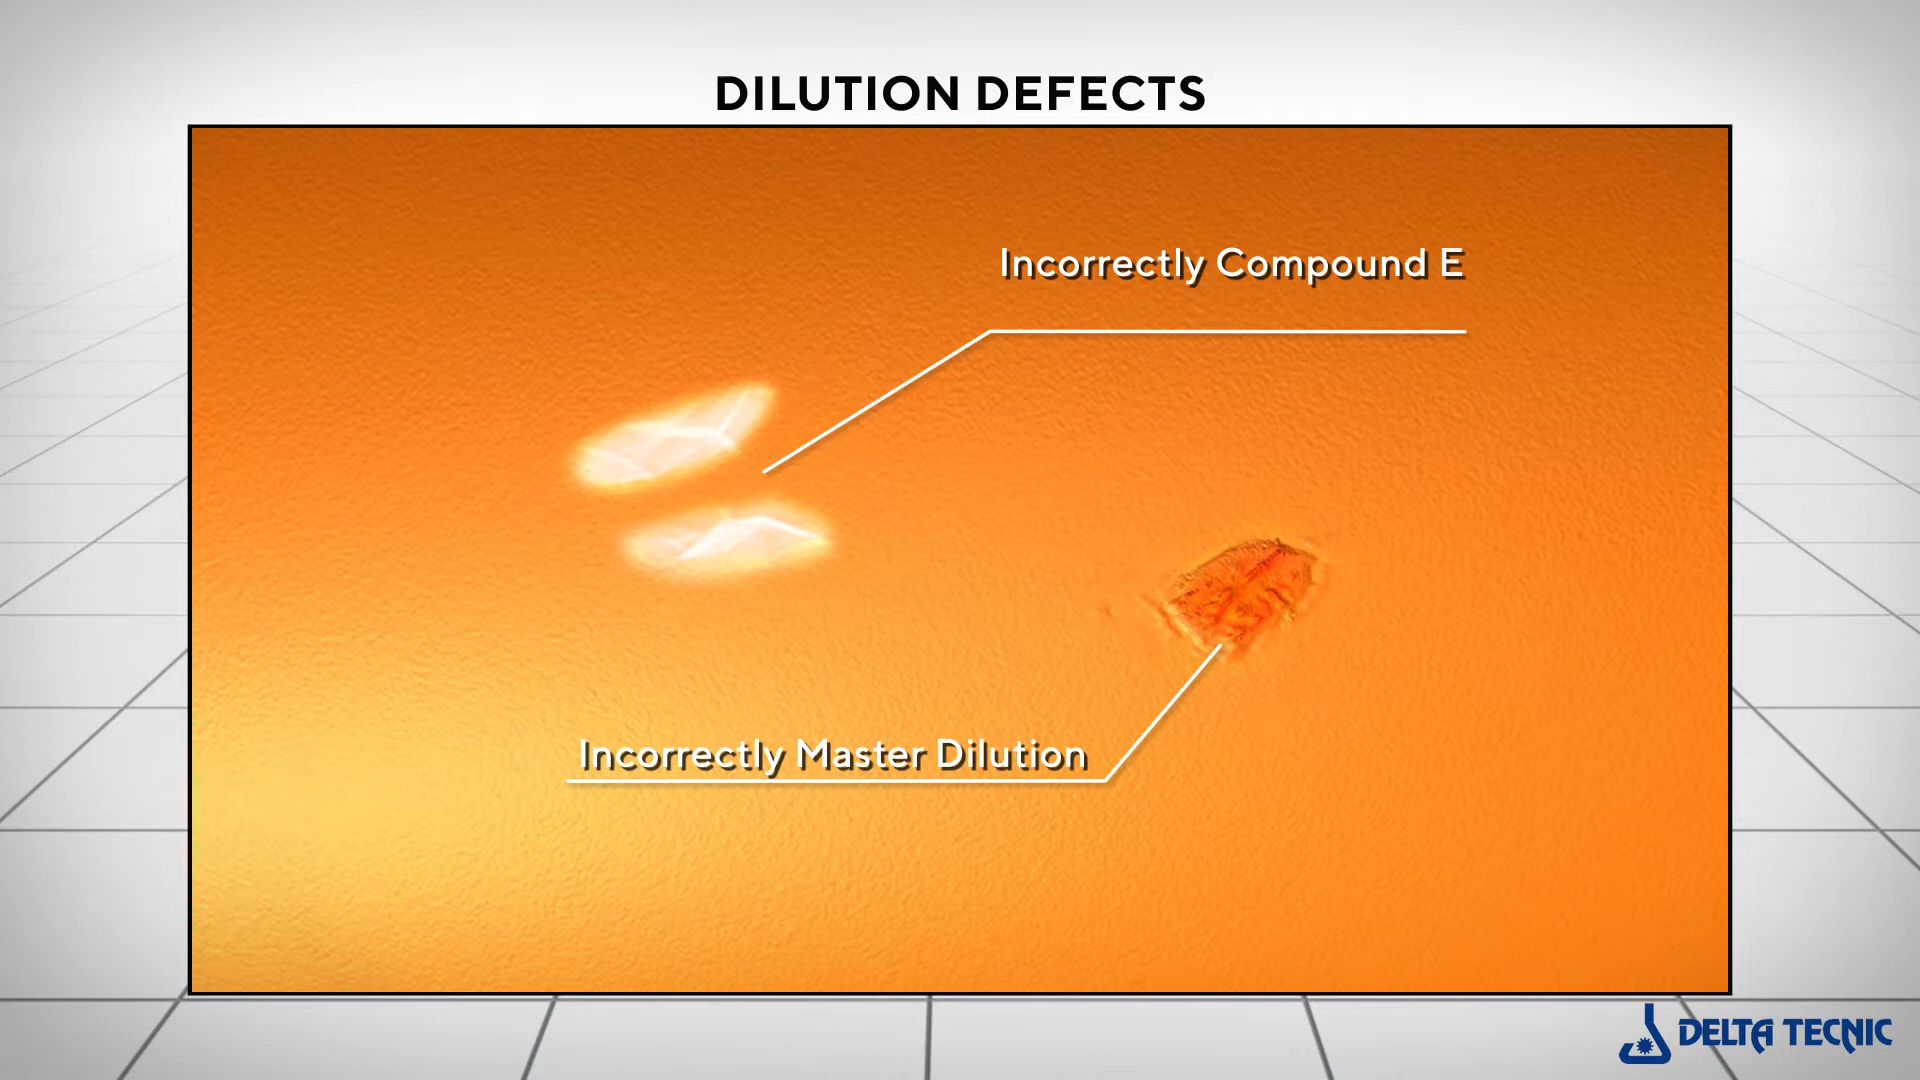 DILUTION DEFECTS
Incorrectly Compound E
Incorrectly Master Dilution
DELTA TECNIC